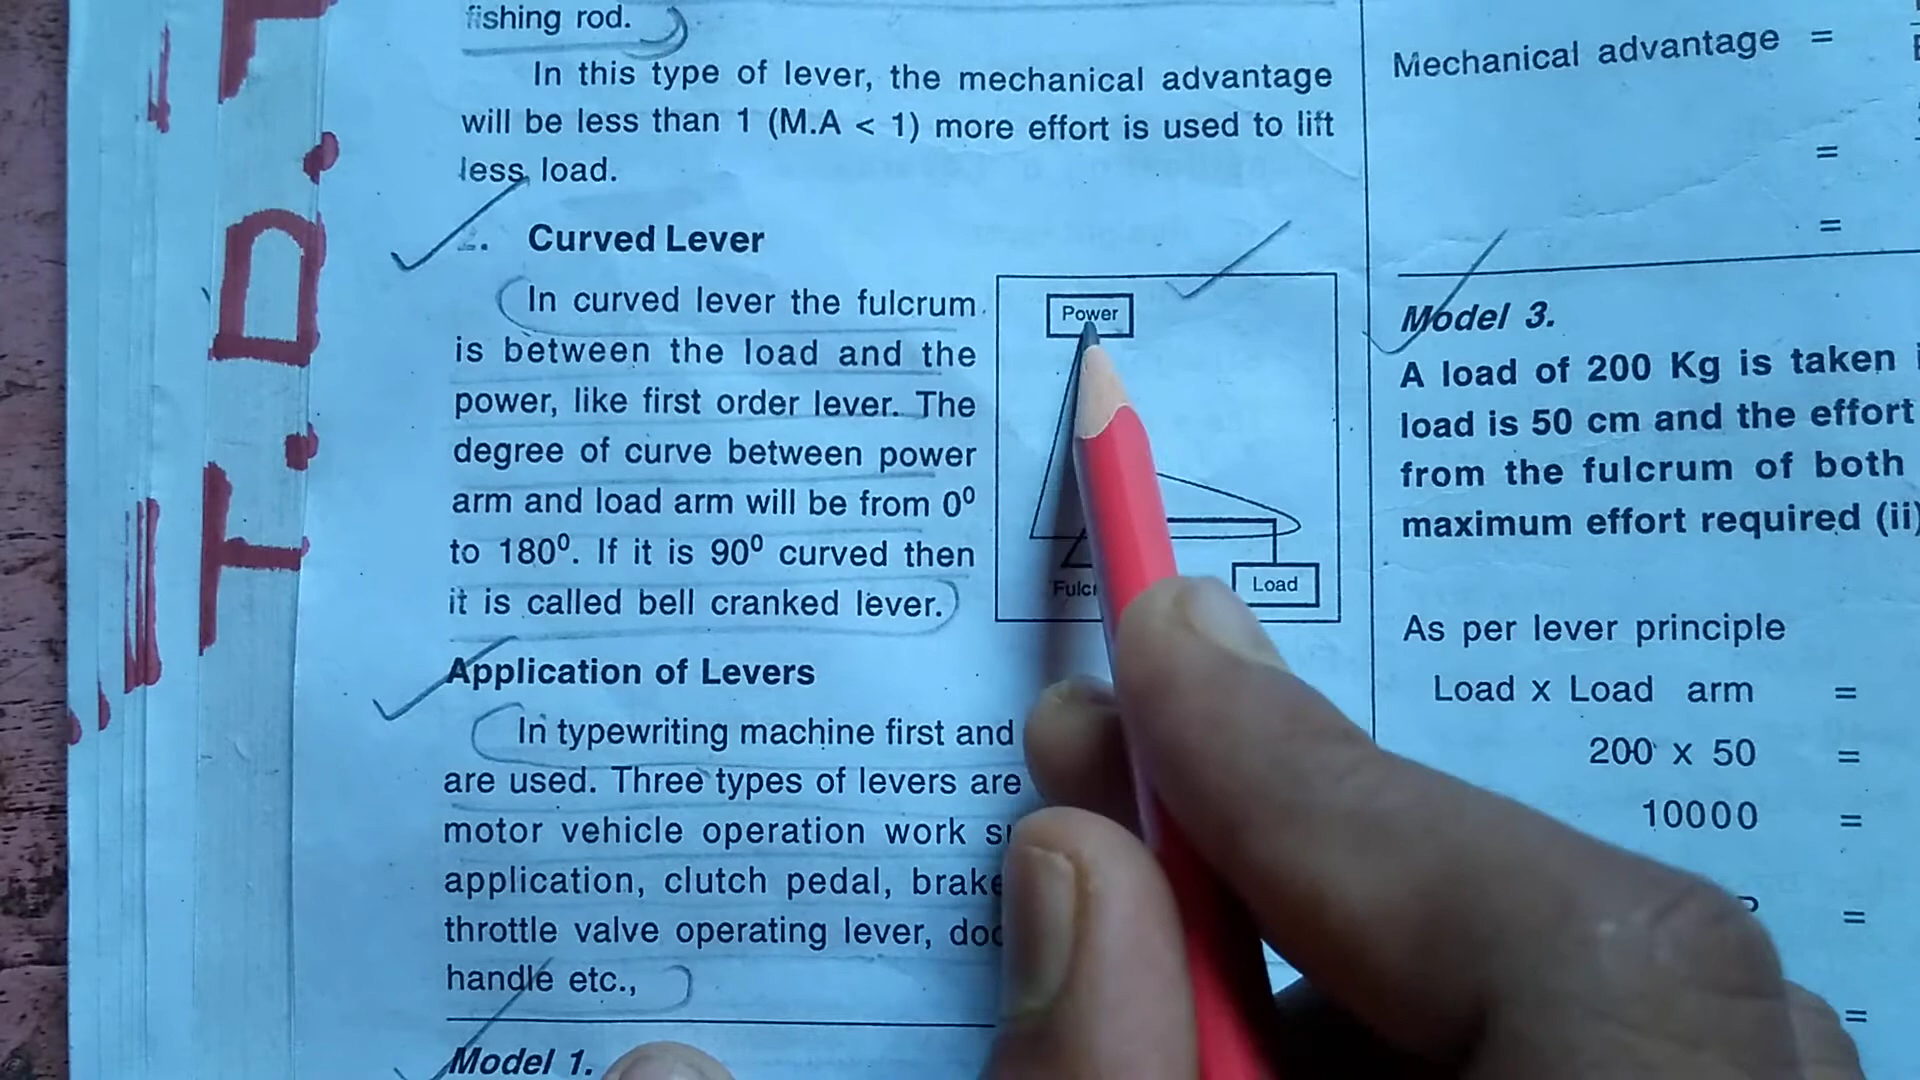 fishing rod.
In this type of lever, the mechanical advantage
will be less than 1 (M.A < 1) more effort is used to lift
less load.
2. Curved Lever
In curved lever the fulcrum
is between the load and the
power, like first order lever. The
degree of curve between power
arm and load arm will be from 0⁰
to 180⁰. If it is 90⁰ curved then
it is called bell cranked lever.
Power
Load
Application of Levers
In typewriting machine first and
are used. Three types of levers are
motor vehicle operation work
application, clutch pedal, brake
throttle valve operating lever,
handle etc.,
Model 1.
Mechanical advantage =
=
=
Model 3.
A load of 200 Kg is taken
load is 50 cm and the effort
from the fulcrum of both
maximum effort required (ii)
As per lever principle
Load x Load arm =
200 x 50 =
10000 =
=
=
T.D.